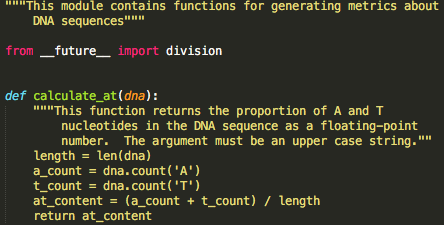 """This module contains functions for generating metrics about
DNA sequences"""
from __future__ import division
def calculate_at(dna):
"""This function returns the proportion of A and T
nucleotides in the DNA sequence as a floating-point
number.  The argument must be an upper case string.""
length = len(dna)
a_count = dna.count('A')
t_count = dna.count('T')
at_content = (a_count + t_count) / length
return at_content